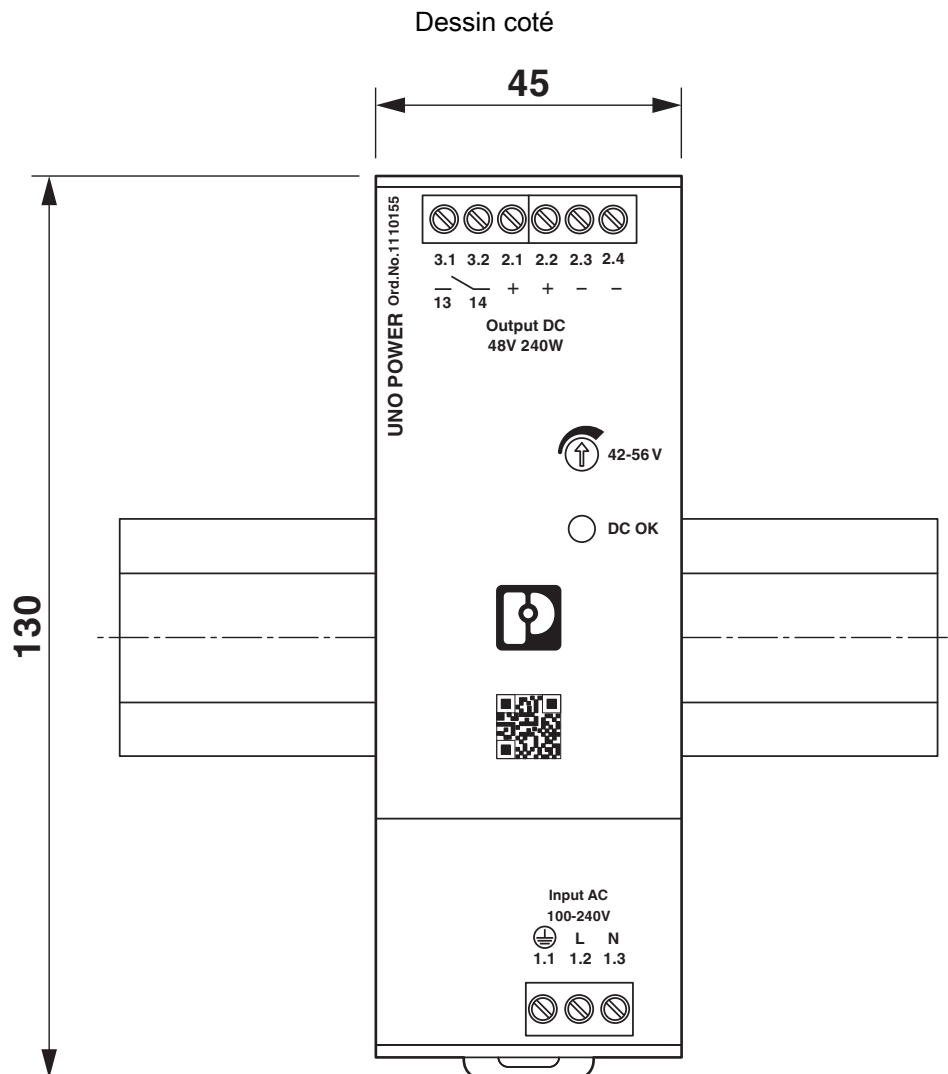 Dessin coté
45
130
UNO POWER Ord.No.1110155
3.1 3.2 2.1 2.2 2.3 2.4
13 14 + + – –
Output DC
48V 240W
42-56 V
DC OK
Input AC
100-240V
L N
1.1 1.2 1.3